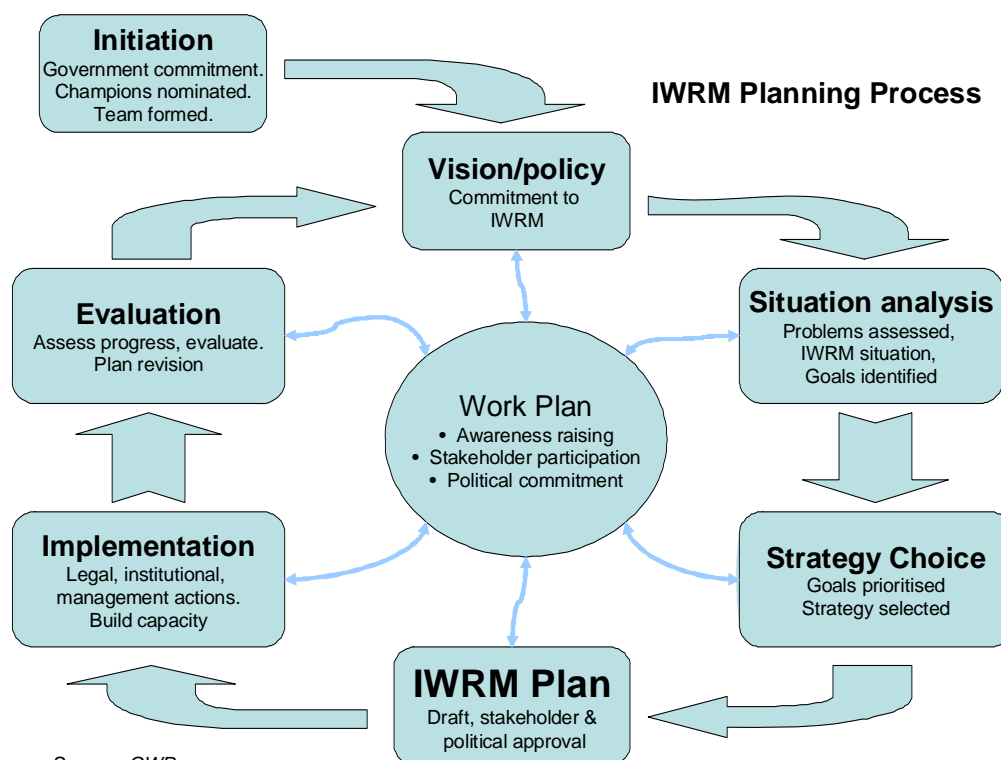 Initiation
Government commitment.
Champions nominated.
Team formed.
IWRM Planning Process
Vision/policy
Commitment to
IWRM
Evaluation
Assess progress, evaluate.
Plan revision
Situation analysis
Problems assessed,
IWRM situation,
Goals identified
Work Plan
• Awareness raising
• Stakeholder participation
• Political commitment
Implementation
Legal, institutional,
management actions.
Build capacity
Strategy Choice
Goals prioritised
Strategy selected
IWRM Plan
Draft, stakeholder &
political approval